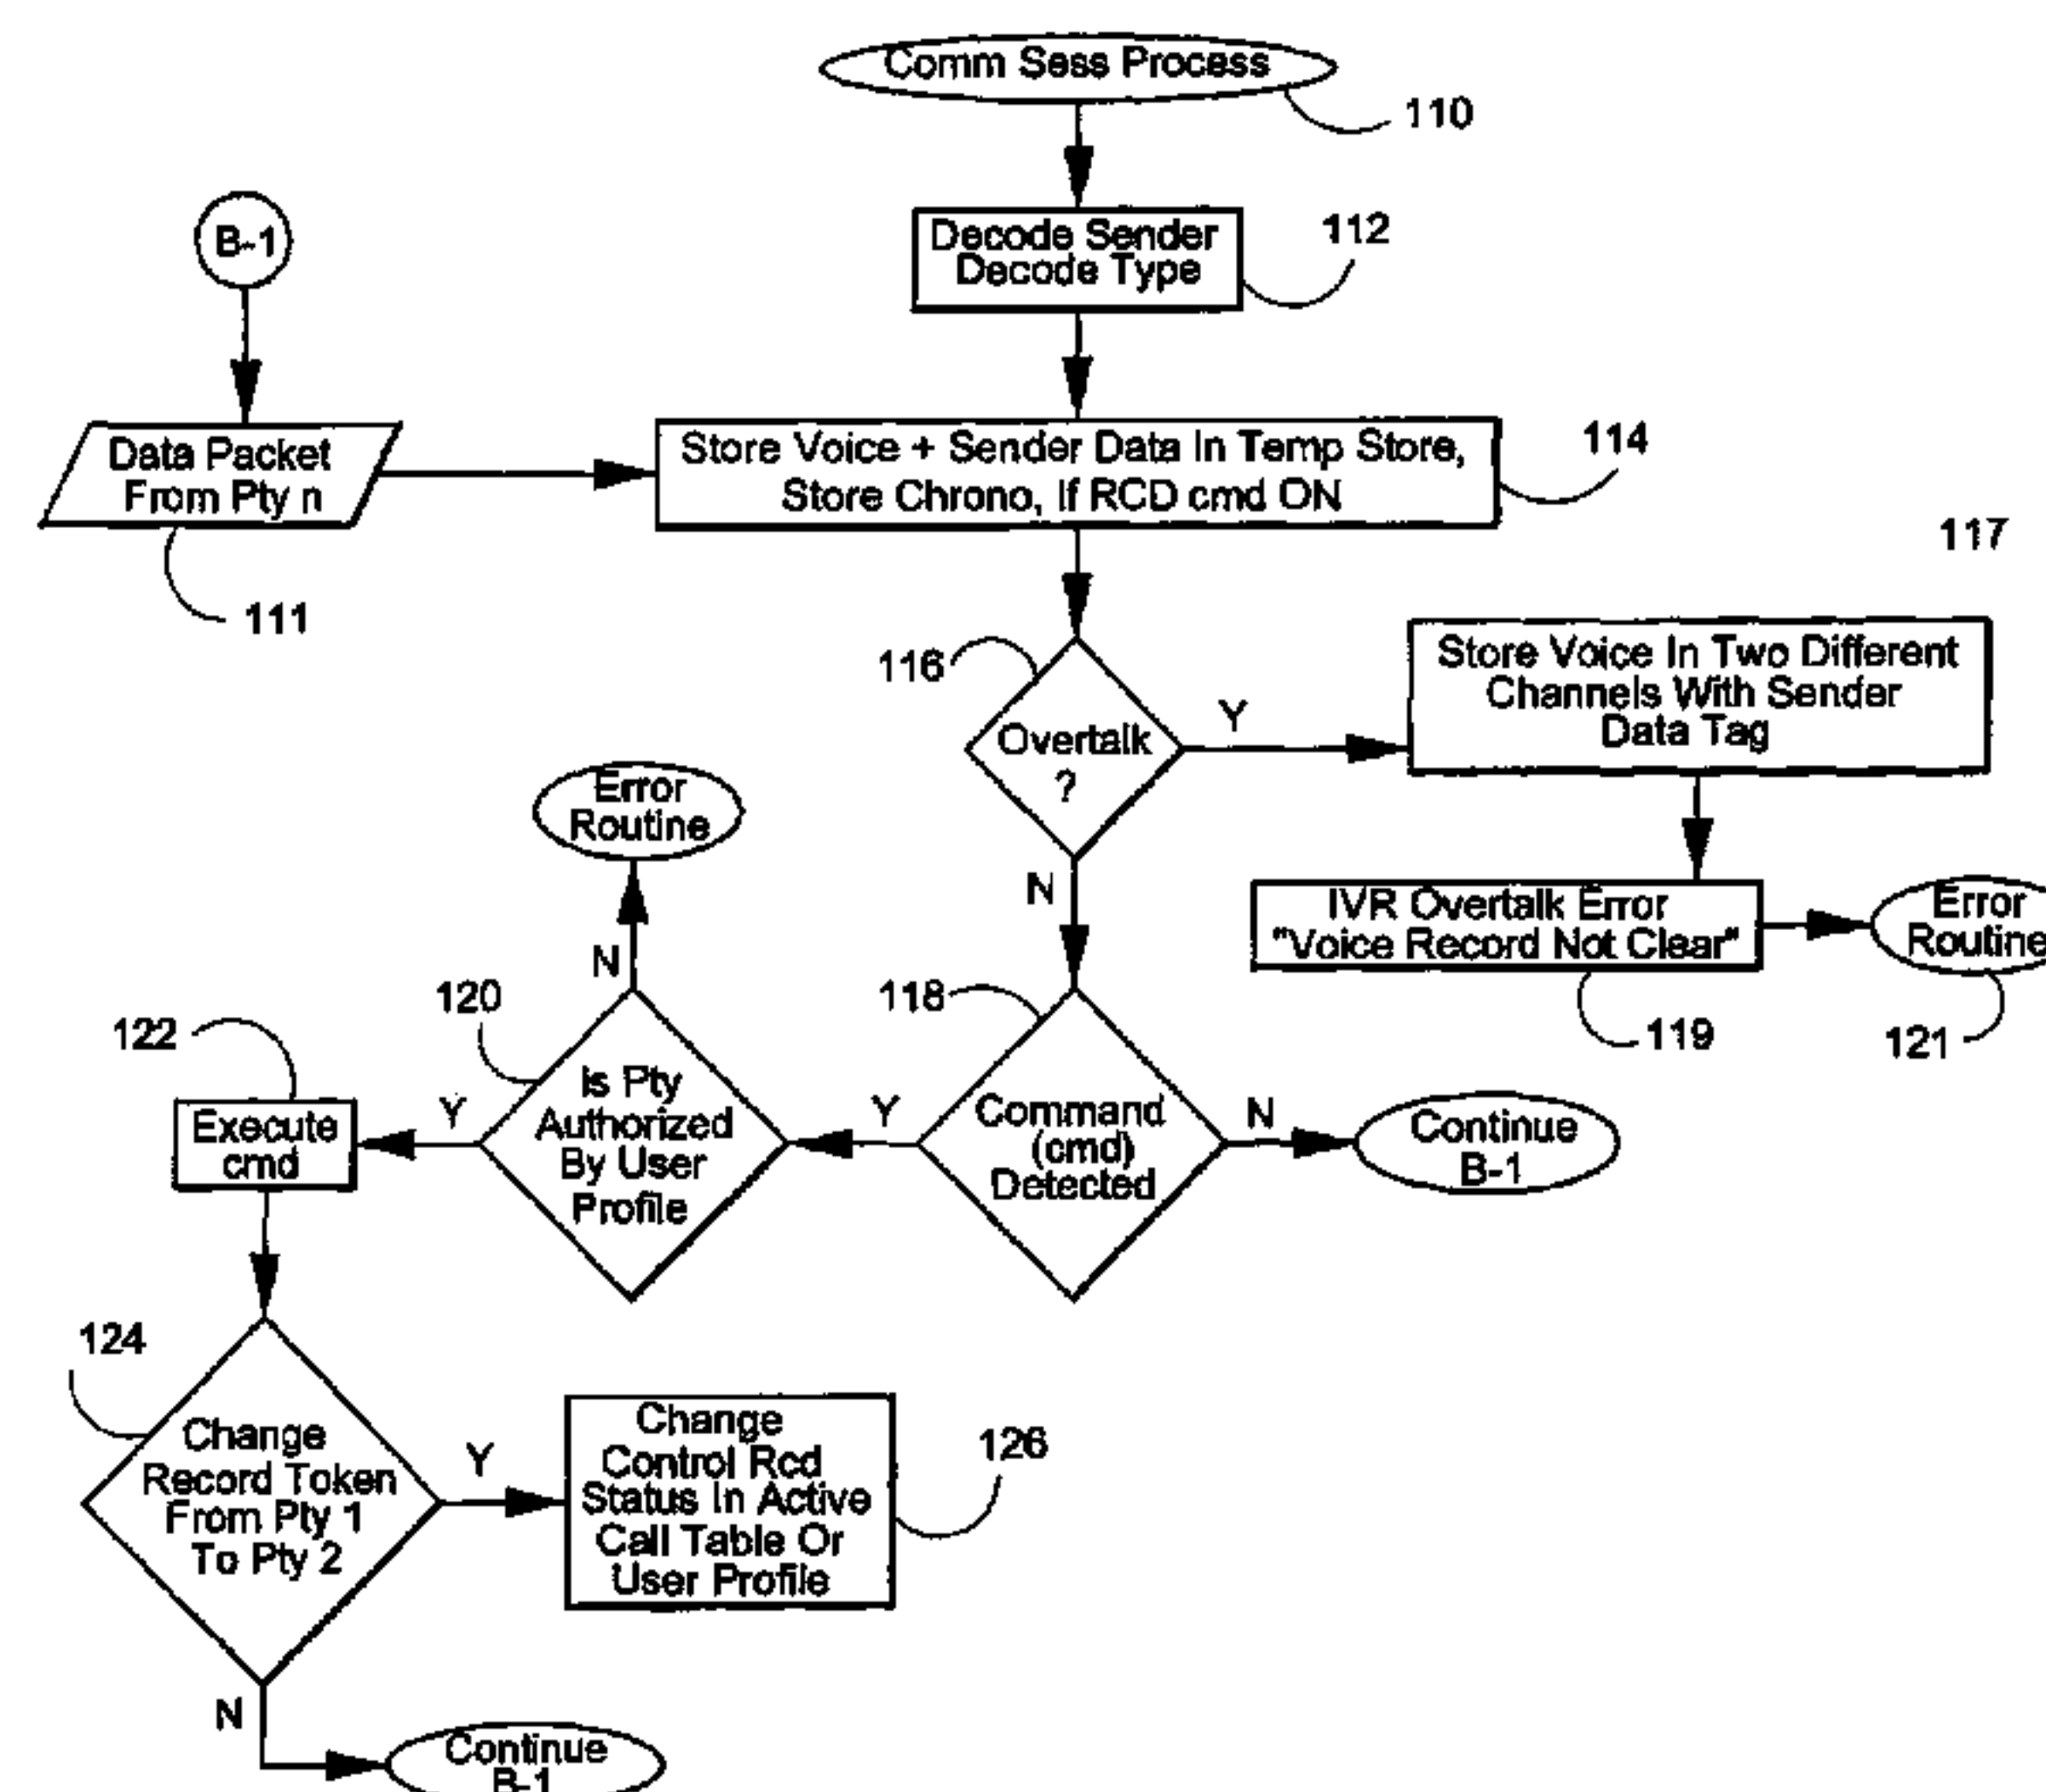 Comm Sess Process
110
B-1
Decode Sender
Decode Type
112
Data Packet
From Pty n
111
Store Voice + Sender Data In Temp Store,
Store Chrono, If RCD cmd ON
114
117
116
Overtalk
?
Y
N
Store Voice In Two Different
Channels With Sender
Data Tag
IVR Overtalk Error
"Voice Record Not Clear"
119
Error
Routine
121
Error
Routine
N
118
Command
(cmd)
Detected
N
Continue
B-1
Y
120
Is Pty
Authorized
By User
Profile
Y
122
Execute
cmd
124
Change
Record Token
From Pty 1
To Pty 2
Y
Change
Control Rcd
Status In Active
Call Table Or
User Profile
126
N
Continue
B-1